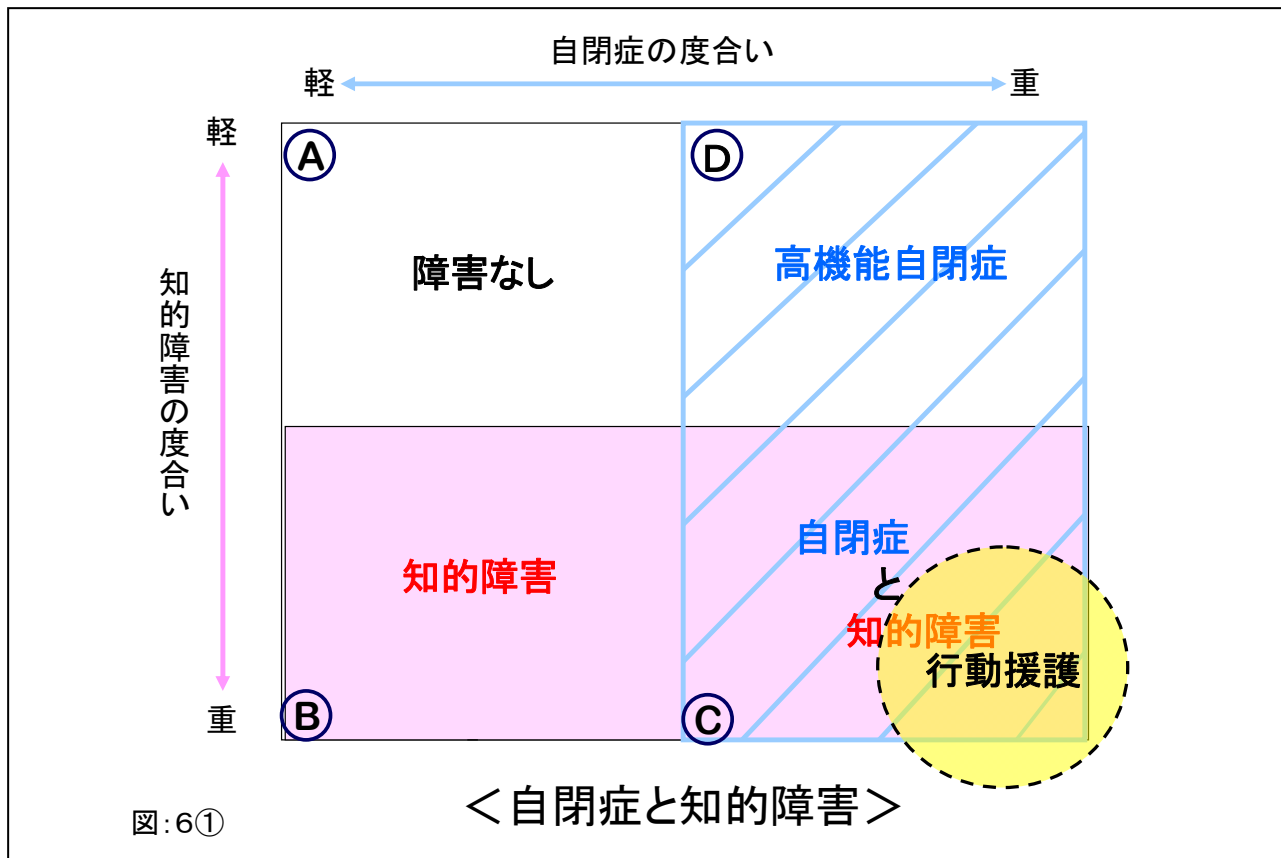 自閉症の度合い
軽
重
軽
知的障害の度合い
重
Ⓐ
Ⓓ
障害なし
高機能自閉症
知的障害
自閉症
と
知的障害
行動援護
Ⓑ
Ⓒ
＜自閉症と知的障害＞
図:6①